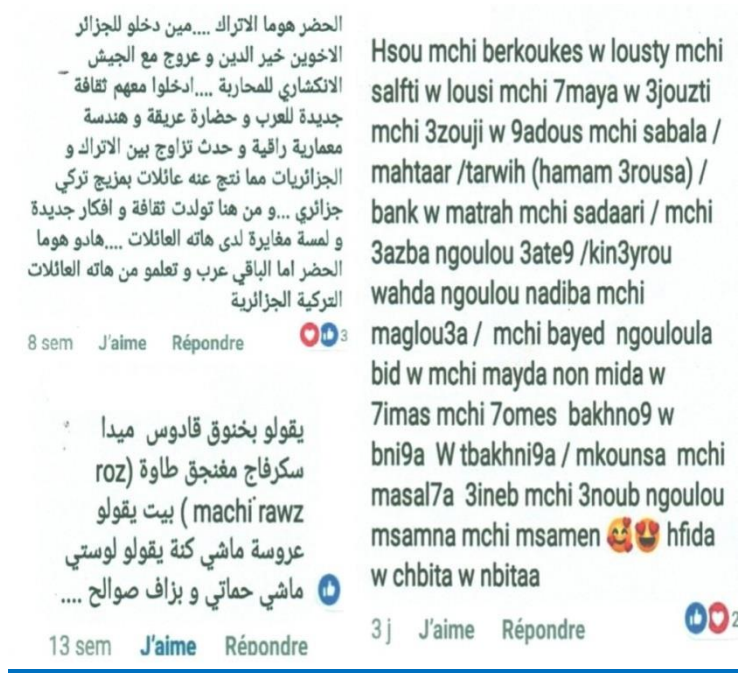 الحضر هوما الاتراك ....مين دخلو للجزائر
الاخوين خير الدين و عروج مع الجيش
الانكشاري للمحاربة ....ادخلوا معهم ثقافة
جديدة للعرب و حضارة عريقة و هندسة
معمارية راقية و حدث تزاوج بين الاتراك و
الجزائريات مما نتج عنه عائلات بمزيج تركي
جزائري ...و من هنا تولدت ثقافة و افكار جديدة
و لمسة مغايرة لدى هاته العائلات ....هادو هوما
الحضر اما الباقي عرب و تعلمو من هاته العائلات
التركية الجزائرية
8 sem J'aime Répondre 3
يقولو بخنوق قادوس ميدا
سكرفاج مغنجق طاوة (roz
machi rawz ) بيت يقولو
عروسة ماشي كنة يقولو لوستي
ماشي حماتي و بزاف صوالح ....
13 sem J'aime Répondre
Hsou mchi berkoukes w lousty mchi
salfti w lousi mchi 7maya w 3jouzti
mchi 3zouji w 9adous mchi sabala /
mahtaar /tarwih (hamam 3rousa) /
bank w matrah mchi sadaari / mchi
3azba ngoulou 3ate9 /kin3yrou
wahda ngoulou nadiba mchi
maglou3a / mchi bayed ngouloula
bid w mchi mayda non mida w
7imas mchi 7omes bakhno9 w
bni9a W tbakhni9a / mkounsa mchi
masal7a 3ineb mchi 3noub ngoulou
msamna mchi msamen 🥰😍 hfida
w chbita w nbitaa
3 j J'aime Répondre 2